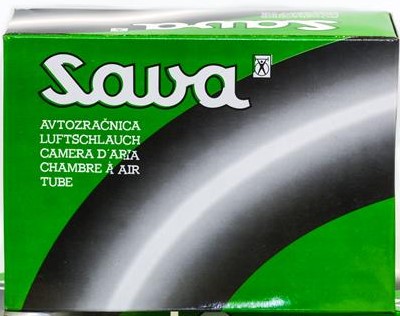 Sava
AVTOZRAČNICA
LUFTSCHLAUCH
CAMERA D'ARIA
CHAMBRE À AIR
TUBE